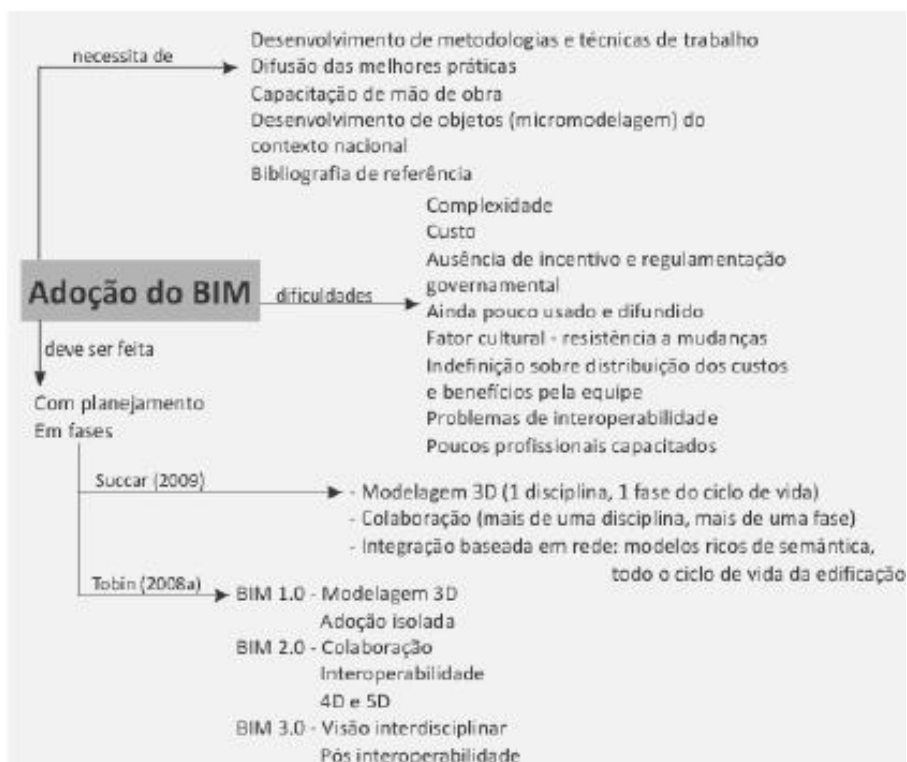 necessita de
Desenvolvimento de metodologias e técnicas de trabalho
Difusão das melhores práticas
Capacitação de mão de obra
Desenvolvimento de objetos (micromodelagem) do
contexto nacional
Bibliografia de referência
Adoção do BIM
dificuldades
Complexidade
Custo
Ausência de incentivo e regulamentação
governamental
Ainda pouco usado e difundido
Fator cultural - resistência a mudanças
Indefinição sobre distribuição dos custos
e benefícios pela equipe
Problemas de interoperabilidade
Poucos profissionais capacitados
deve ser feita
Com planejamento
Em fases
Succar (2009)
- Modelagem 3D (1 disciplina, 1 fase do ciclo de vida)
- Colaboração (mais de uma disciplina, mais de uma fase)
- Integração baseada em rede: modelos ricos de semântica,
todo o ciclo de vida da edificação
Tobin (2008a)
BIM 1.0 - Modelagem 3D
Adoção isolada
BIM 2.0 - Colaboração
Interoperabilidade
4D e 5D
BIM 3.0 - Visão interdisciplinar
Pós interoperabilidade